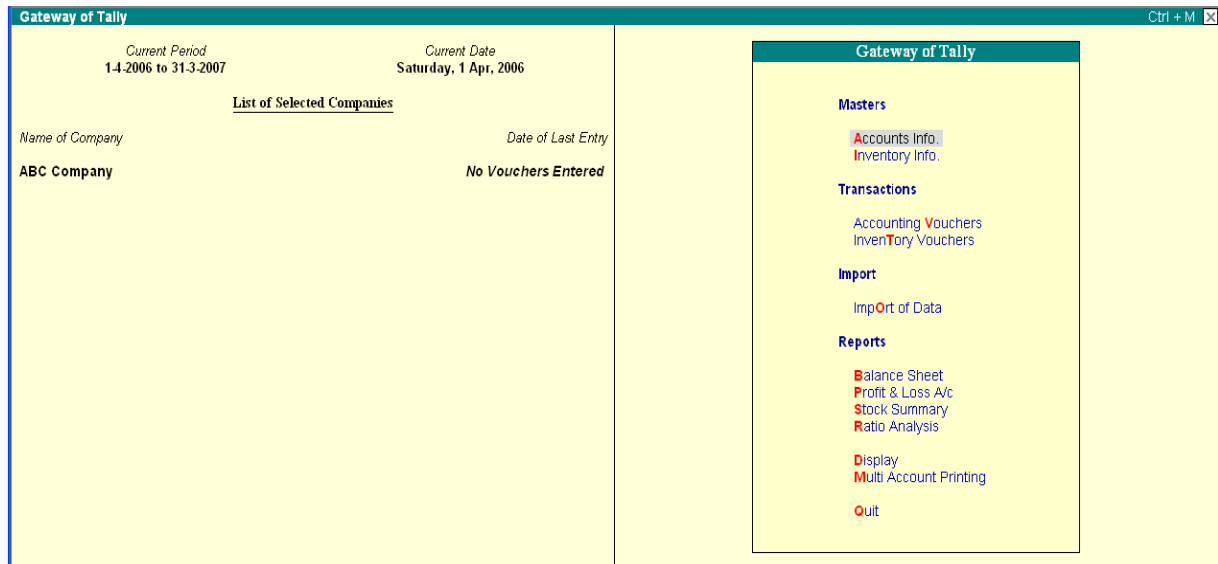 Gateway of Tally
Ctrl + M
Current Period
1-4-2006 to 31-3-2007
Current Date
Saturday, 1 Apr, 2006
List of Selected Companies
Name of Company
Date of Last Entry
ABC Company
No Vouchers Entered
Gateway of Tally
Masters
Accounts Info.
Inventory Info.
Transactions
Accounting Vouchers
InvenTory Vouchers
Import
ImpOrt of Data
Reports
Balance Sheet
Profit & Loss A/c
Stock Summary
Ratio Analysis
Display
Multi Account Printing
Quit